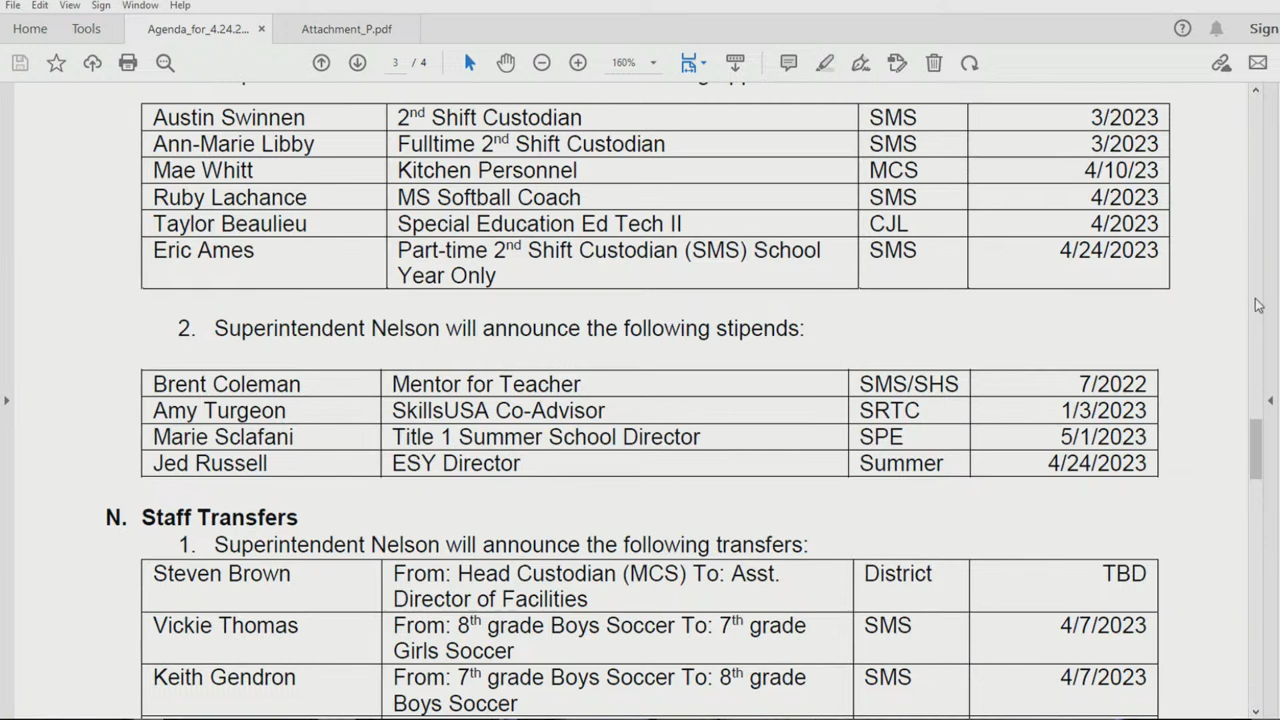 File Edit View Sign Window Help
Home Tools Agenda_for_4.24.2... × Attachment_P.pdf Sign
3 / 4 160%
Austin Swinnen 2nd Shift Custodian SMS 3/2023
Ann-Marie Libby Fulltime 2nd Shift Custodian SMS 3/2023
Mae Whitt Kitchen Personnel MCS 4/10/23
Ruby Lachance MS Softball Coach SMS 4/2023
Taylor Beaulieu Special Education Ed Tech II CJL 4/2023
Eric Ames Part-time 2nd Shift Custodian (SMS) School SMS 4/24/2023
Year Only
2. Superintendent Nelson will announce the following stipends:
Brent Coleman Mentor for Teacher SMS/SHS 7/2022
Amy Turgeon SkillsUSA Co-Advisor SRTC 1/3/2023
Marie Sclafani Title 1 Summer School Director SPE 5/1/2023
Jed Russell ESY Director Summer 4/24/2023
N. Staff Transfers
1. Superintendent Nelson will announce the following transfers:
Steven Brown From: Head Custodian (MCS) To: Asst. District TBD
Director of Facilities
Vickie Thomas From: 8th grade Boys Soccer To: 7th grade SMS 4/7/2023
Girls Soccer
Keith Gendron From: 7th grade Boys Soccer To: 8th grade SMS 4/7/2023
Boys Soccer